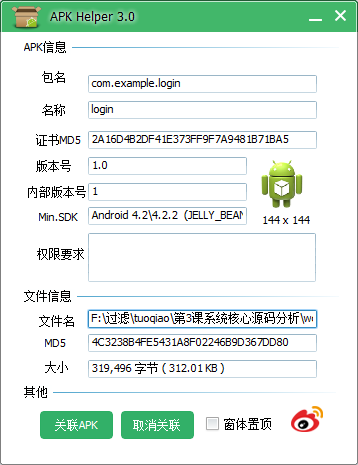 APK Helper 3.0
APK信息
包名 com.example.login
名称 login
证书MD5 2A16D4B2DF41E373FF9F7A9481B71BA5
版本号 1.0
内部版本号 1
Min.SDK Android 4.2\4.2.2 (JELLY_BEAN
144 x 144
权限要求
文件信息
文件名 F:\过滤\tuoqiao\第3课系统核心源码分析\we
MD5 4C3238B4FE5431A8F02246B9D367DD80
大小 319,496 字节 ( 312.01 KB )
其他
关联APK 取消关联 窗体置顶